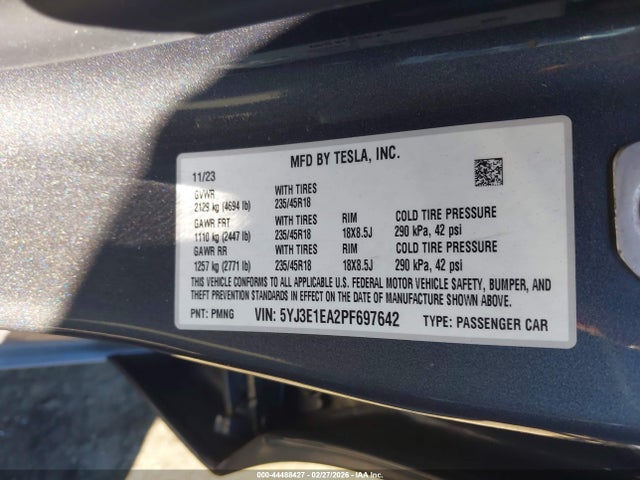 MFD BY TESLA, INC.
11/23
GVWR WITH TIRES
2129 kg (4694 lb) 235/45R18
GAWR FRT WITH TIRES RIM COLD TIRE PRESSURE
1110 kg (2447 lb) 235/45R18 18X8.5J 290 kPa, 42 psi
GAWR RR WITH TIRES RIM COLD TIRE PRESSURE
1257 kg (2771 lb) 235/45R18 18X8.5J 290 kPa, 42 psi
THIS VEHICLE CONFORMS TO ALL APPLICABLE U.S. FEDERAL MOTOR VEHICLE SAFETY, BUMPER, AND
THEFT PREVENTION STANDARDS IN EFFECT ON THE DATE OF MANUFACTURE SHOWN ABOVE.
PNT: PMNG VIN: 5YJ3E1EA2PF697642 TYPE: PASSENGER CAR
000-44488427 - 02/27/2026 - IAA Inc.